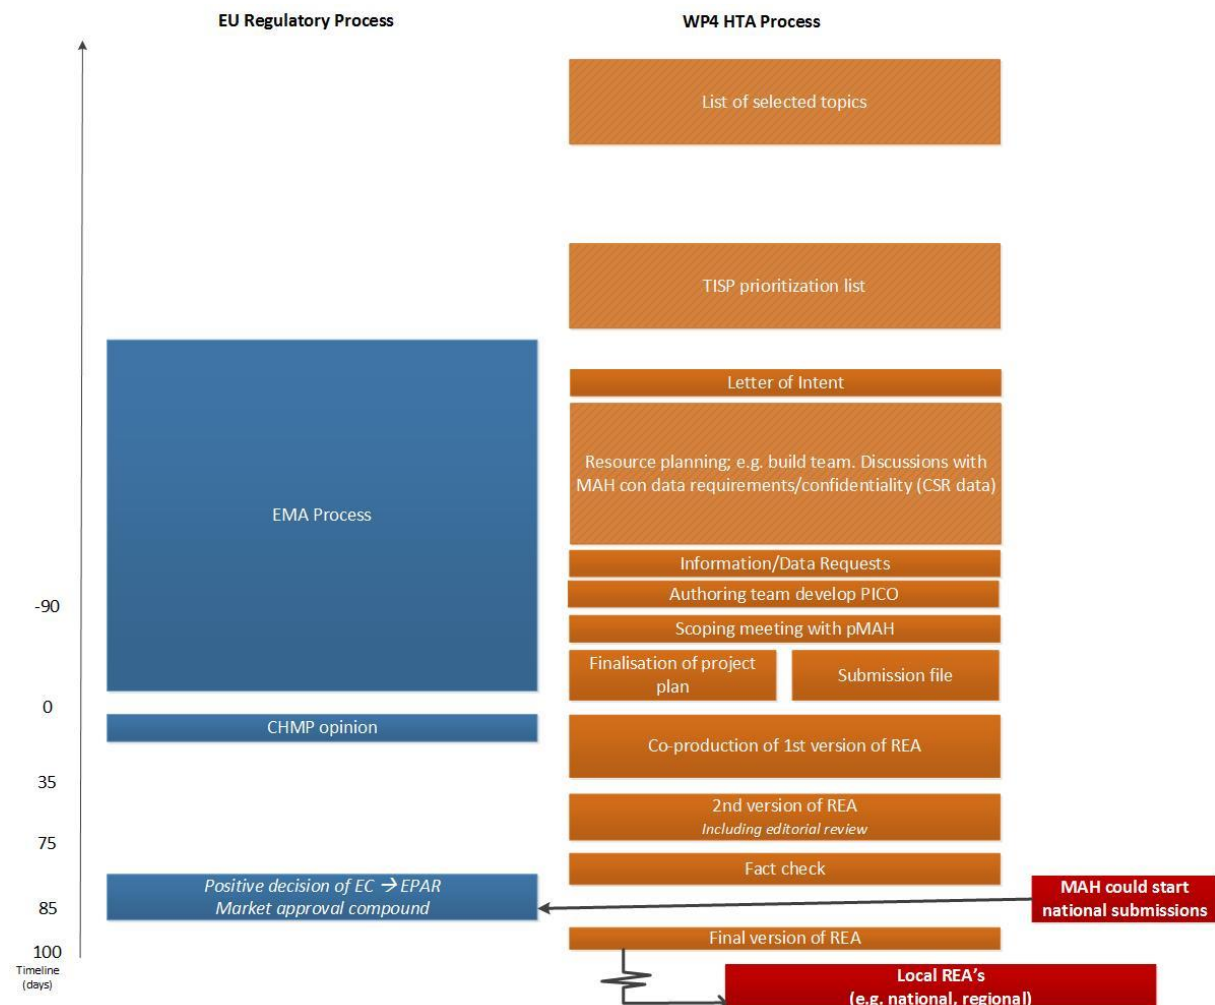 EU Regulatory Process
WP4 HTA Process
List of selected topics
TISP prioritization list
Letter of Intent
Resource planning; e.g. build team. Discussions with
MAH con data requirements/confidentiality (CSR data)
EMA Process
Information/Data Requests
-90
Authoring team develop PICO
Scoping meeting with pMAH
Finalisation of project
plan
Submission file
0
CHMP opinion
Co-production of 1st version of REA
35
2nd version of REA
Including editorial review
75
Fact check
Positive decision of EC → EPAR
Market approval compound
MAH could start
national submissions
85
Final version of REA
100
Timeline
(days)
Local REA's
(e.g. national, regional)